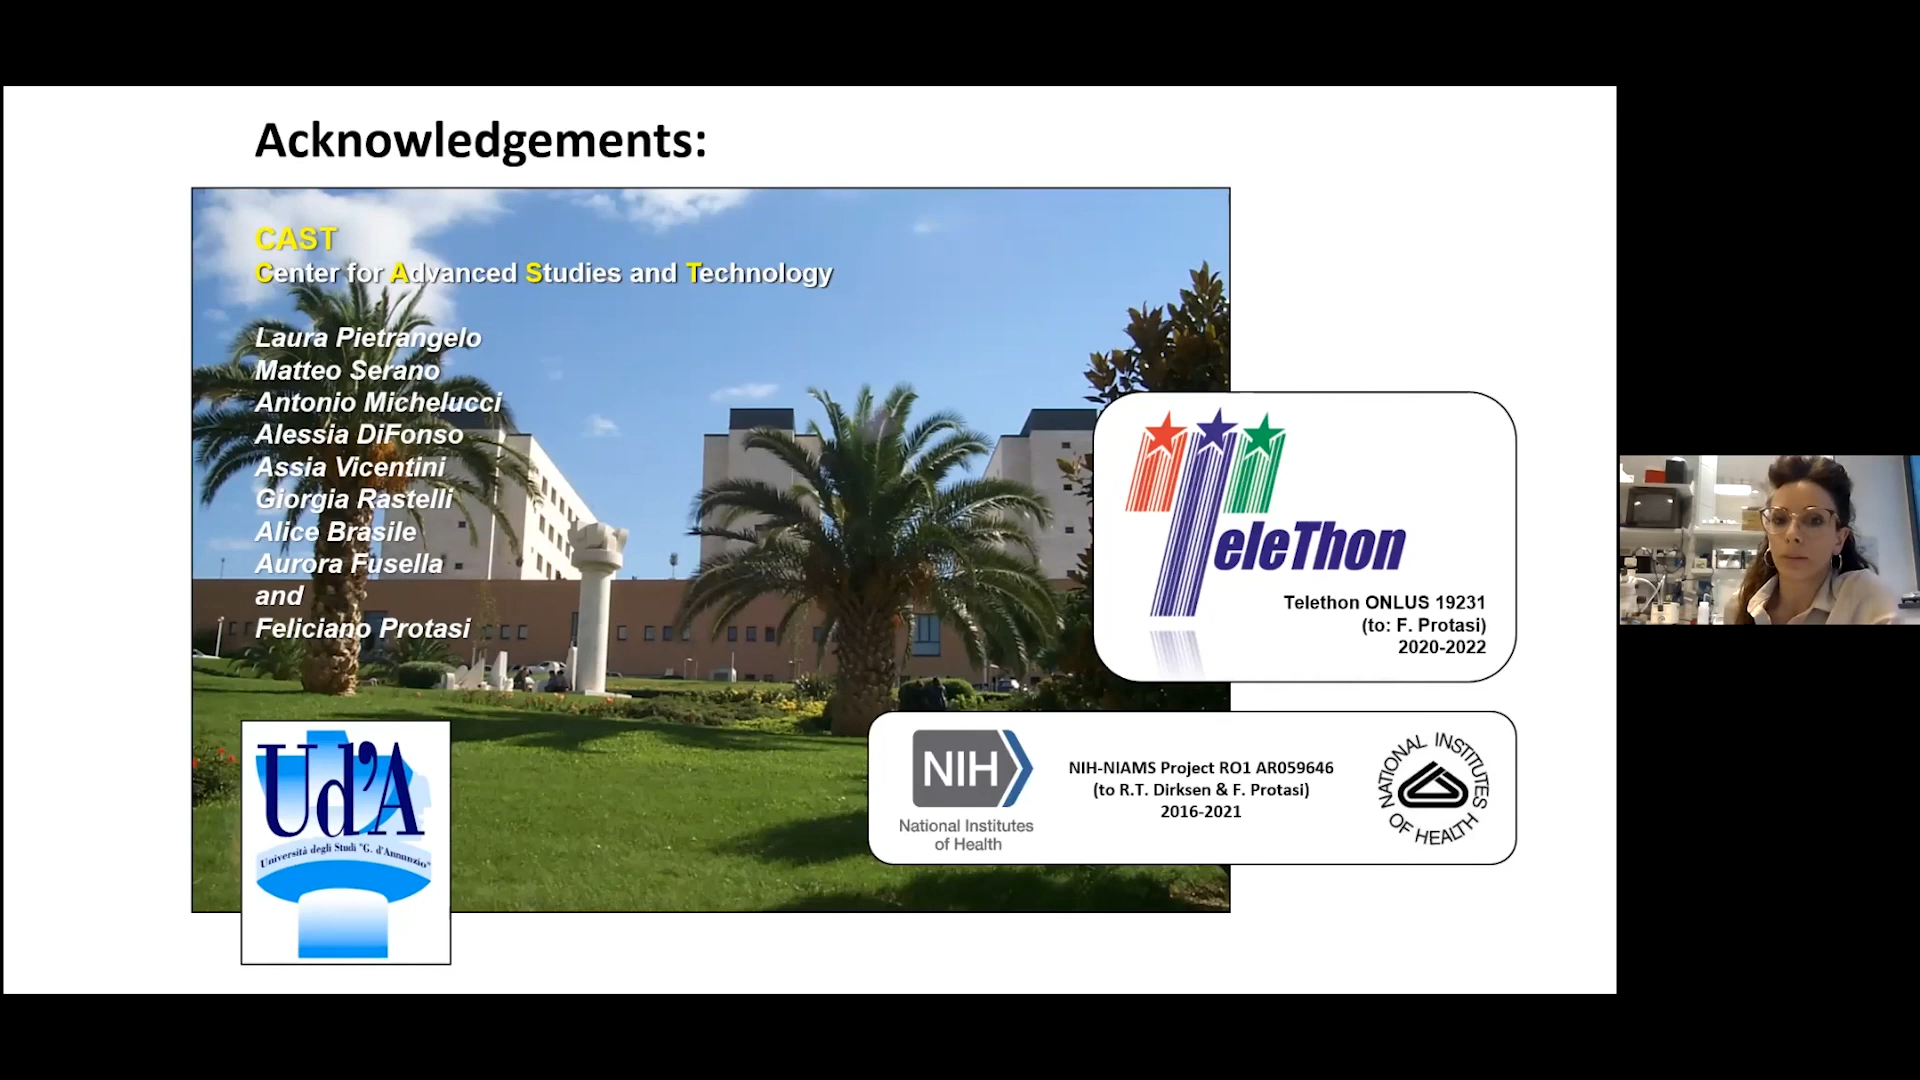 Acknowledgements:
CAST
Center for Advanced Studies and Technology
Laura Pietrangelo
Matteo Serano
Antonio Michelucci
Alessia DiFonso
Assia Vicentini
Giorgia Rastelli
Alice Brasile
Aurora Fusella
and
Feliciano Protasi
TeleThon
Telethon ONLUS 19231
(to: F. Protasi)
2020-2022
NIH
National Institutes
of Health
NIH-NIAMS Project RO1 AR059646
(to R.T. Dirksen & F. Protasi)
2016-2021
NATIONAL INSTITUTES
OF HEALTH
Ud'A
Università degli Studi "G. d'Annunzio"